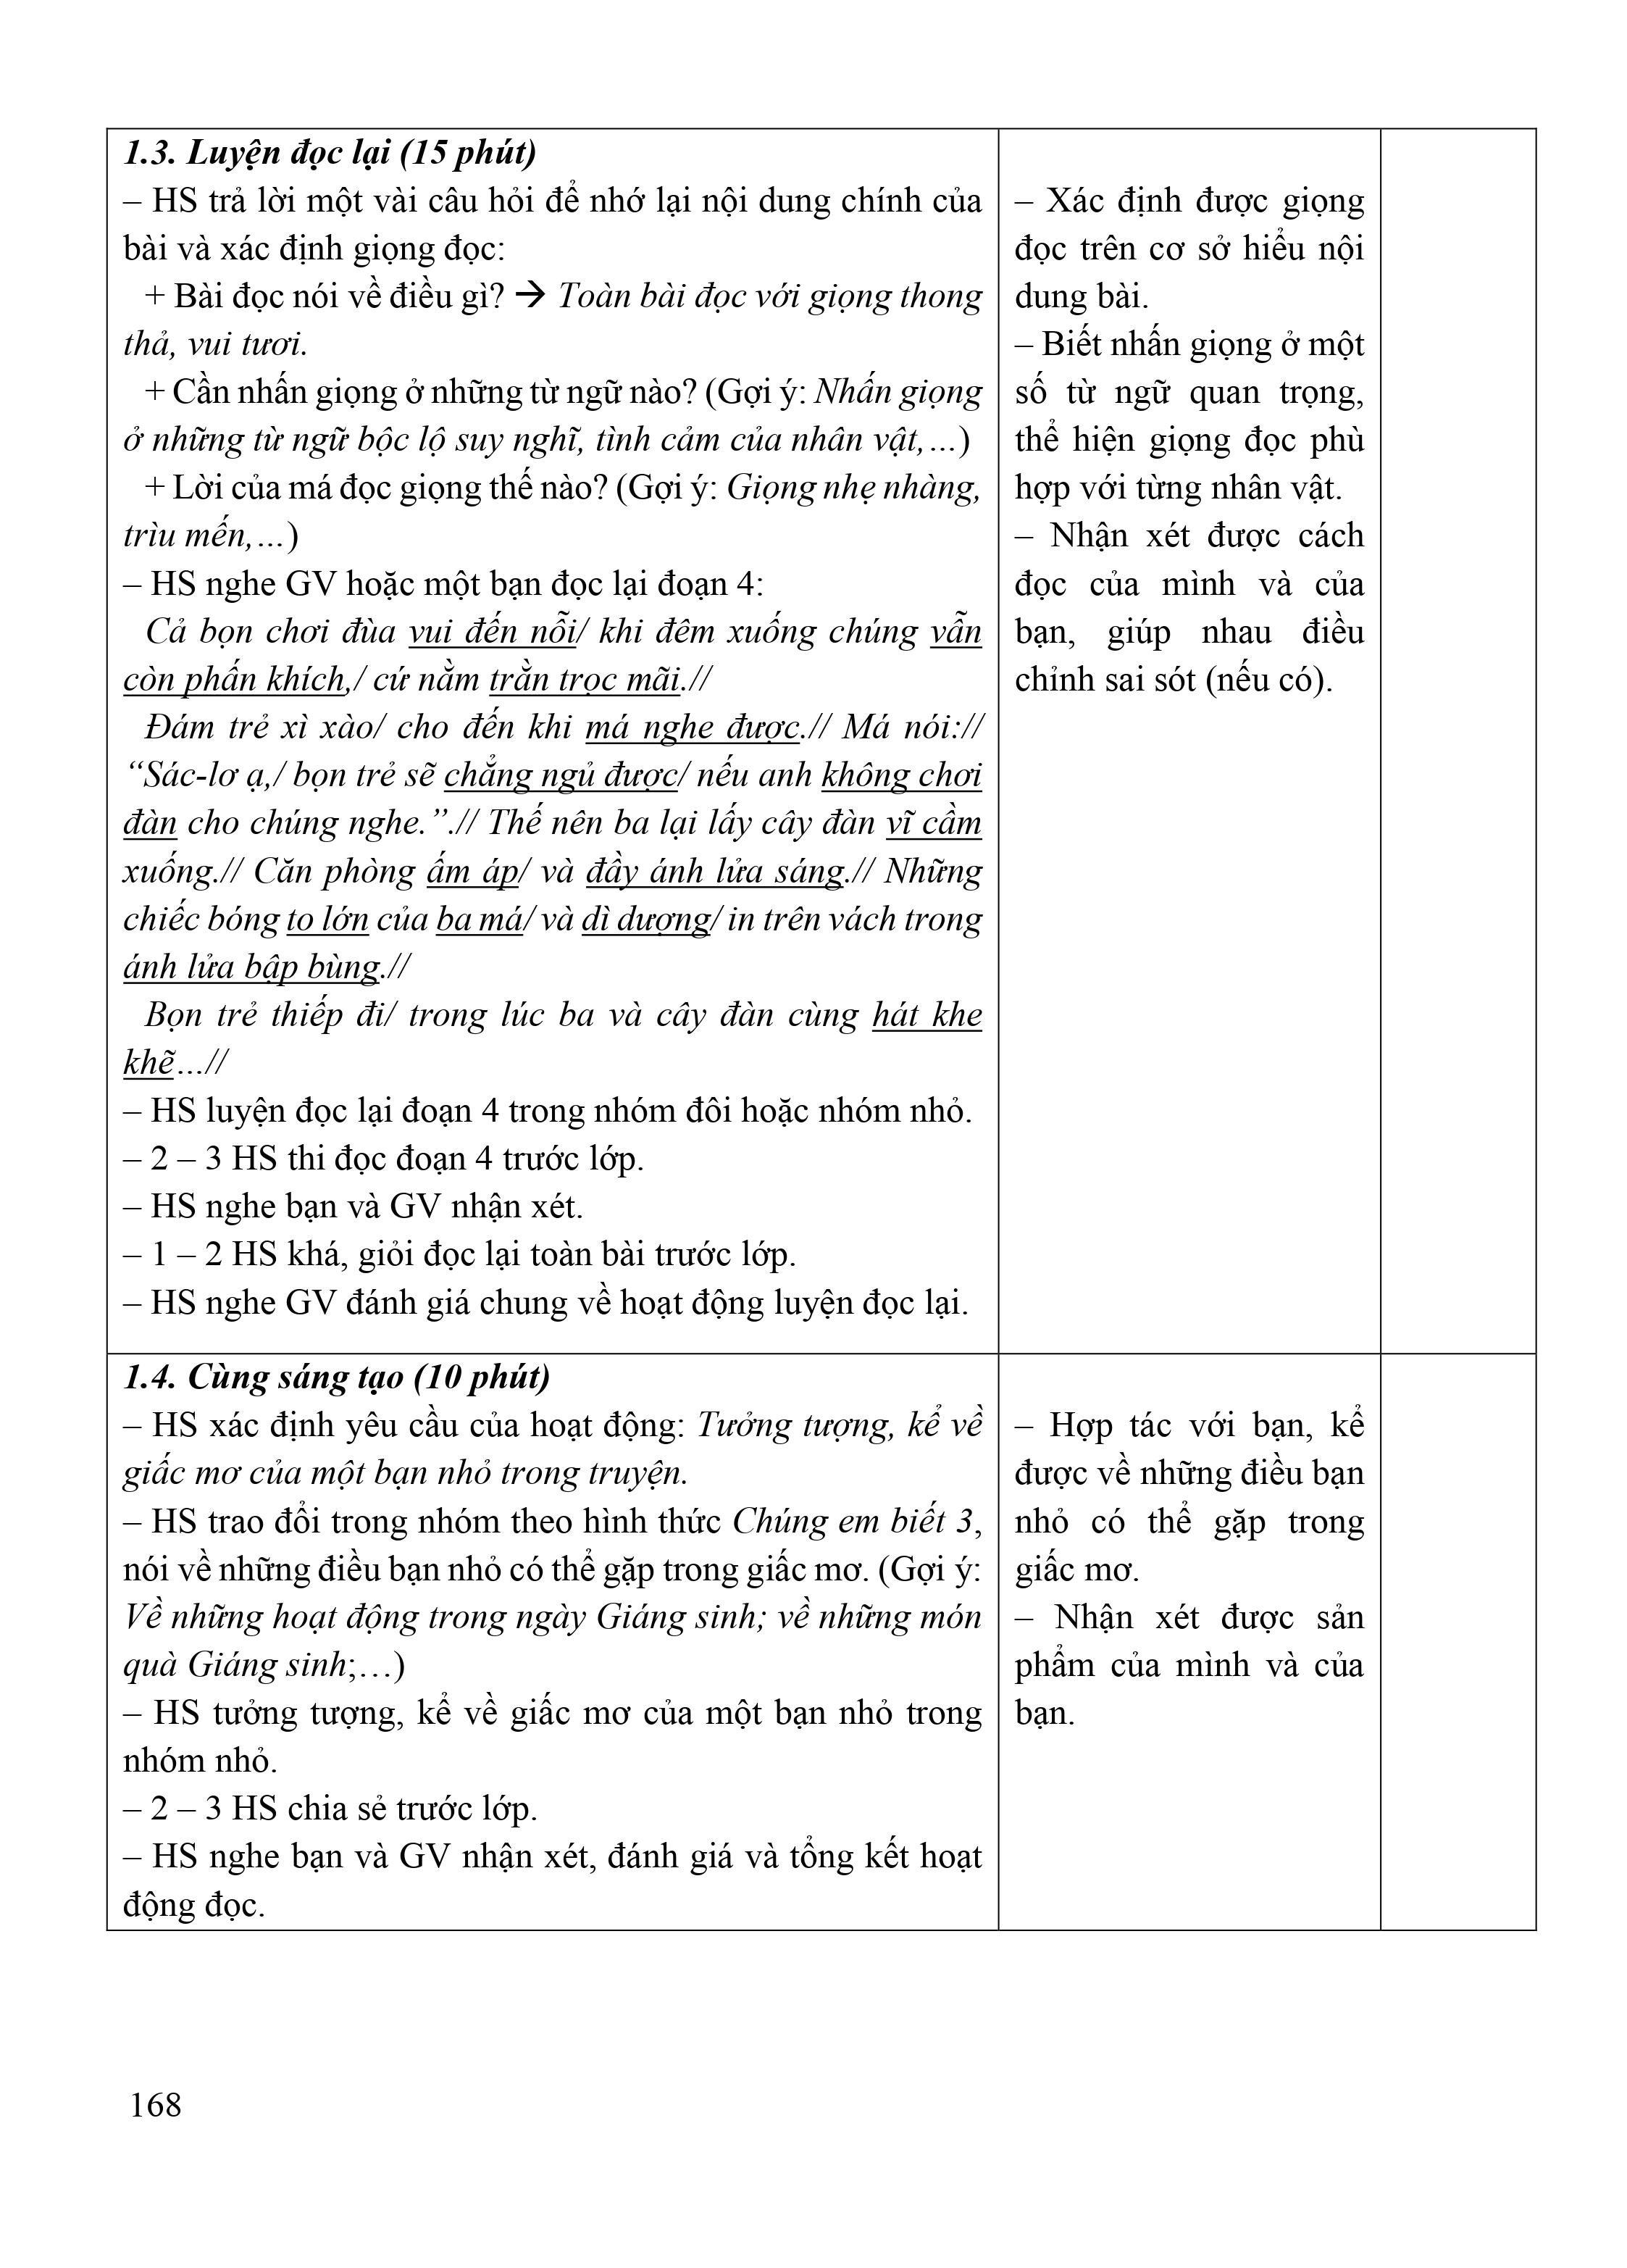 1.3. Luyện đọc lại (15 phút)
– HS trả lời một vài câu hỏi để nhớ lại nội dung chính của
bài và xác định giọng đọc:
+ Bài đọc nói về điều gì? → Toàn bài đọc với giọng thong
thả, vui tươi.
+ Cần nhấn giọng ở những từ ngữ nào? (Gợi ý: Nhấn giọng
ở những từ ngữ bộc lộ suy nghĩ, tình cảm của nhân vật,…)
+ Lời của má đọc giọng thế nào? (Gợi ý: Giọng nhẹ nhàng,
trìu mến,…)
– HS nghe GV hoặc một bạn đọc lại đoạn 4:
Cả bọn chơi đùa vui đến nỗi/ khi đêm xuống chúng vẫn
còn phấn khích,/ cứ nằm trằn trọc mãi.//
Đám trẻ xì xào/ cho đến khi má nghe được.// Má nói://
“Sác-lơ ạ,/ bọn trẻ sẽ chẳng ngủ được/ nếu anh không chơi
đàn cho chúng nghe.”.// Thế nên ba lại lấy cây đàn vĩ cầm
xuống.// Căn phòng ấm áp/ và đầy ánh lửa sáng.// Những
chiếc bóng to lớn của ba má/ và dì dượng/ in trên vách trong
ánh lửa bập bùng.//
Bọn trẻ thiếp đi/ trong lúc ba và cây đàn cùng hát khe
khẽ…//
– HS luyện đọc lại đoạn 4 trong nhóm đôi hoặc nhóm nhỏ.
– 2 – 3 HS thi đọc đoạn 4 trước lớp.
– HS nghe bạn và GV nhận xét.
– 1 – 2 HS khá, giỏi đọc lại toàn bài trước lớp.
– HS nghe GV đánh giá chung về hoạt động luyện đọc lại.
– Xác định được giọng
đọc trên cơ sở hiểu nội
dung bài.
– Biết nhấn giọng ở một
số từ ngữ quan trọng,
thể hiện giọng đọc phù
hợp với từng nhân vật.
– Nhận xét được cách
đọc của mình và của
bạn, giúp nhau điều
chỉnh sai sót (nếu có).
1.4. Cùng sáng tạo (10 phút)
– HS xác định yêu cầu của hoạt động: Tưởng tượng, kể về
giấc mơ của một bạn nhỏ trong truyện.
– HS trao đổi trong nhóm theo hình thức Chúng em biết 3,
nói về những điều bạn nhỏ có thể gặp trong giấc mơ. (Gợi ý:
Về những hoạt động trong ngày Giáng sinh; về những món
quà Giáng sinh;…)
– HS tưởng tượng, kể về giấc mơ của một bạn nhỏ trong
nhóm nhỏ.
– 2 – 3 HS chia sẻ trước lớp.
– HS nghe bạn và GV nhận xét, đánh giá và tổng kết hoạt
động đọc.
– Hợp tác với bạn, kể
được về những điều bạn
nhỏ có thể gặp trong
giấc mơ.
– Nhận xét được sản
phẩm của mình và của
bạn.
168